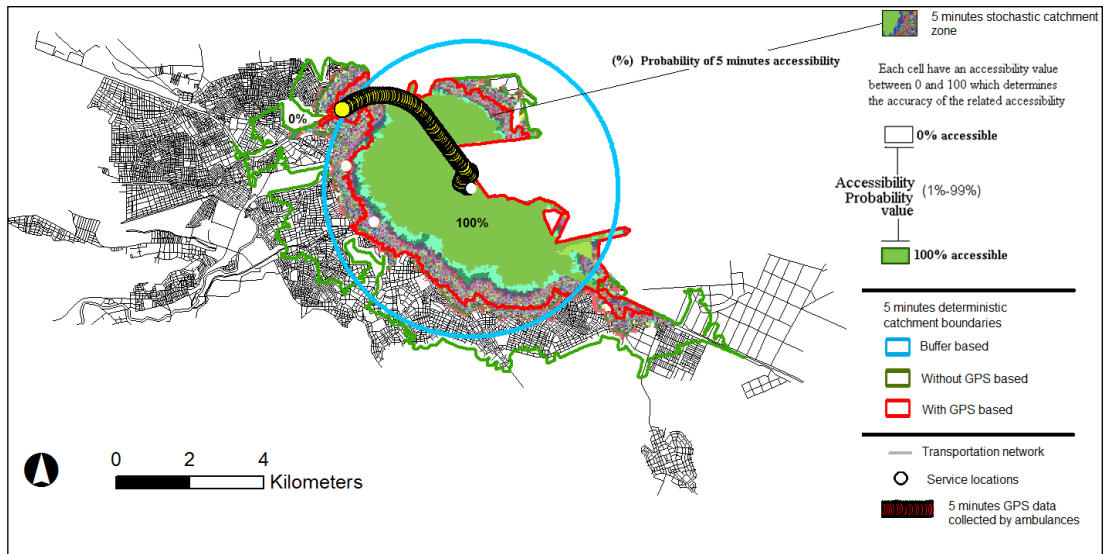 5 minutes stochastic catchment
zone
(%) Probability of 5 minutes accessibility
Each cell have an accessibility value
between 0 and 100 which determines
the accuracy of the related accessibility
0%
100%
0% accessible
Accessibility
Probability
value
(1%-99%)
100% accessible
5 minutes deterministic
catchment boundaries
Buffer based
Without GPS based
With GPS based
Transportation network
Service locations
5 minutes GPS data
collected by ambulances
0 2 4
Kilometers